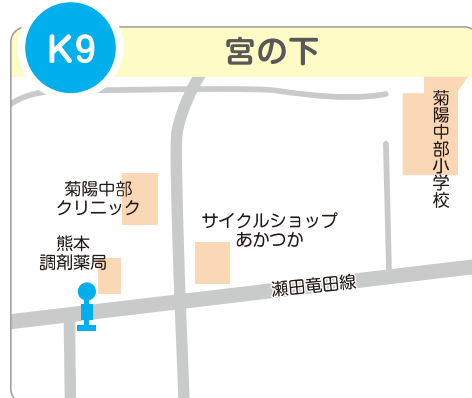 K9
宮の下
菊陽中部小学校
菊陽中部
クリニック
サイクルショップ
あかつか
熊本
調剤薬局
瀬田竜田線